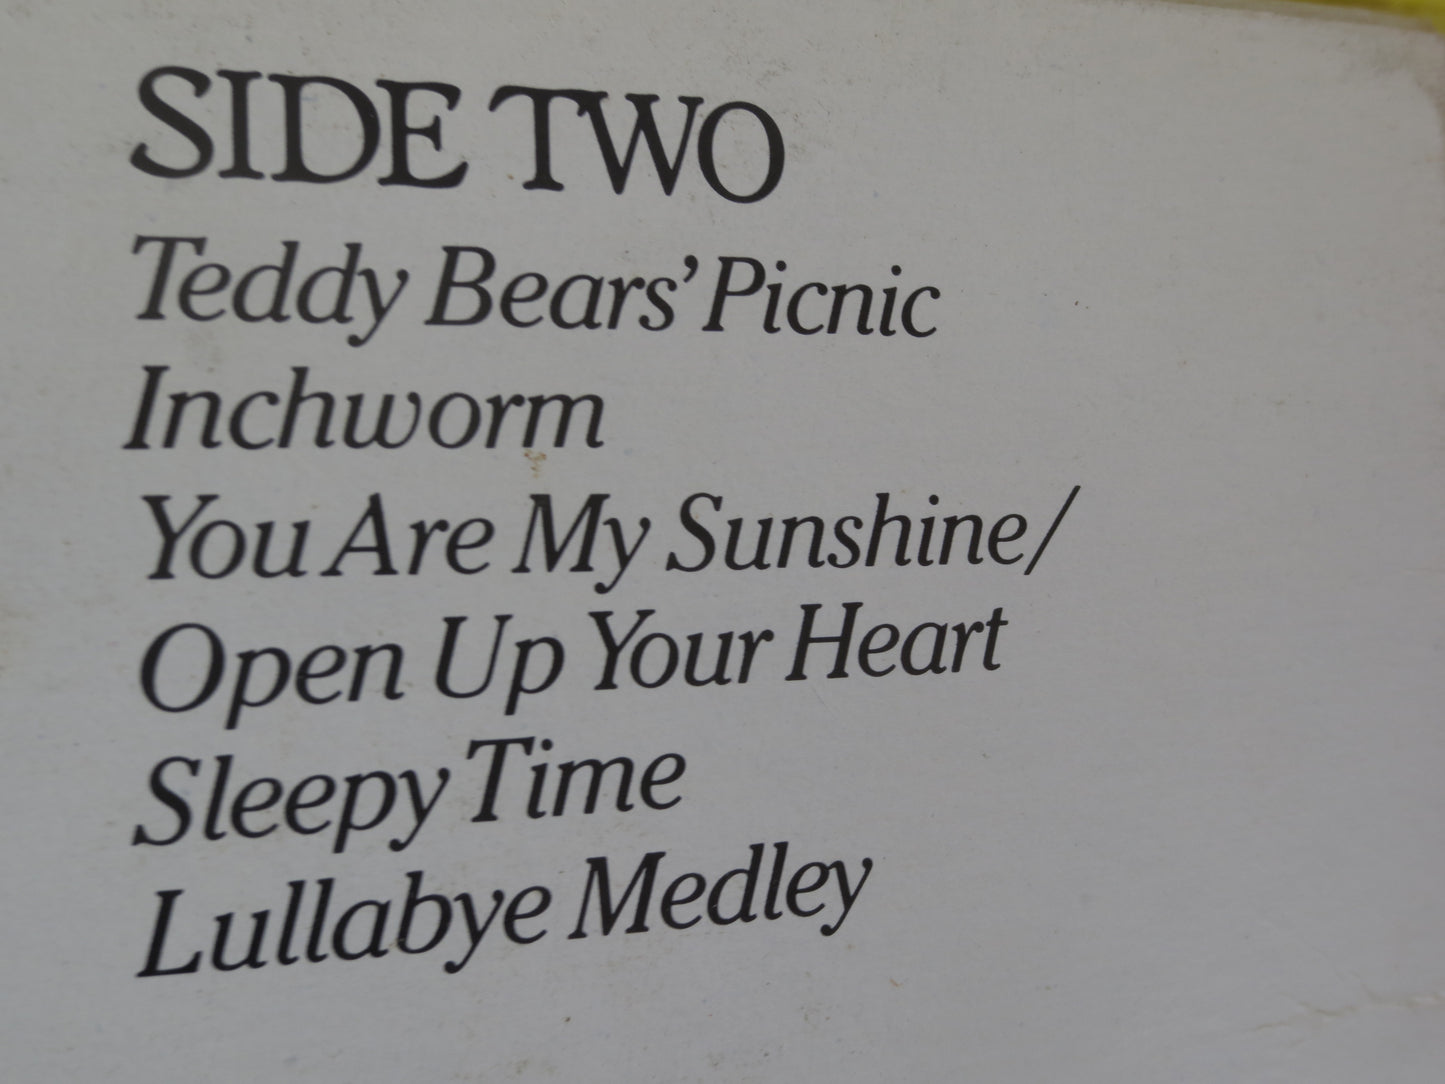 SIDE TWO
Teddy Bears' Picnic
Inchworm
You Are My Sunshine/
Open Up Your Heart
Sleepy Time
Lullabye Medley